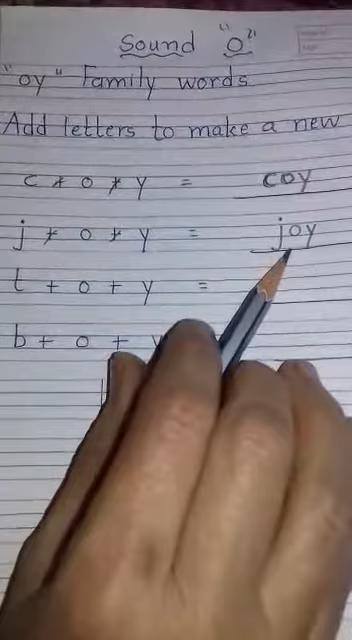 Sound "o"
"oy" Family words
Add letters to make a new
c + o + y = coy
j + o + y = joy
t + o + y =
b + o +